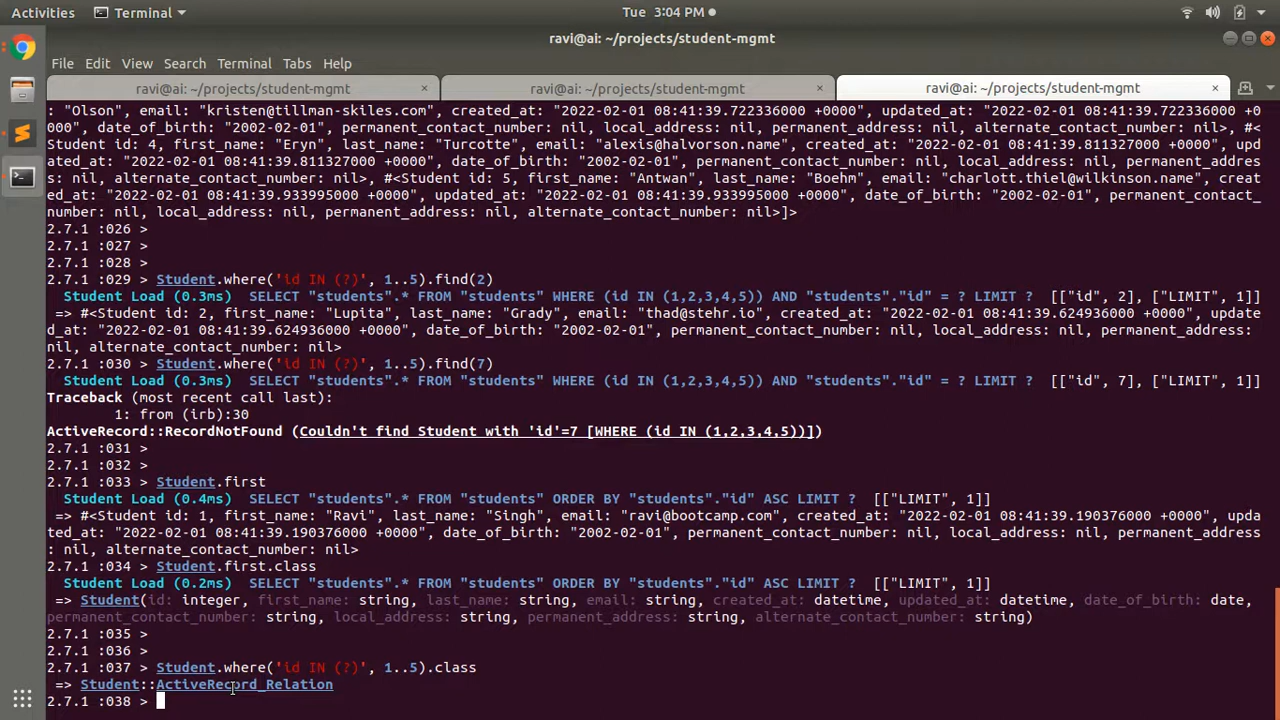 Activities Terminal Tue 3:04 PM
ravi@ai: ~/projects/student-mgmt
File Edit View Search Terminal Tabs Help
ravi@ai: ~/projects/student-mgmt × ravi@ai: ~/projects/student-mgmt × ravi@ai: ~/projects/student-mgmt ×
: "Olson", email: "kristen@tillman-skiles.com", created_at: "2022-02-01 08:41:39.722336000 +0000", updated_at: "2022-02-01 08:41:39.722336000 +0
000", date_of_birth: "2002-02-01", permanent_contact_number: nil, local_address: nil, permanent_address: nil, alternate_contact_number: nil>, #<
Student id: 4, first_name: "Eryn", last_name: "Turcotte", email: "alexis@halvorson.name", created_at: "2022-02-01 08:41:39.811327000 +0000", upd
ated_at: "2022-02-01 08:41:39.811327000 +0000", date_of_birth: "2002-02-01", permanent_contact_number: nil, local_address: nil, permanent_addres
s: nil, alternate_contact_number: nil>, #<Student id: 5, first_name: "Antwan", last_name: "Boehm", email: "charlott.thiel@wilkinson.name", creat
ed_at: "2022-02-01 08:41:39.933995000 +0000", updated_at: "2022-02-01 08:41:39.933995000 +0000", date_of_birth: "2002-02-01", permanent_contact_
number: nil, local_address: nil, permanent_address: nil, alternate_contact_number: nil>]>
2.7.1 :026 >
2.7.1 :027 >
2.7.1 :028 >
2.7.1 :029 > Student.where('id IN (?)', 1..5).find(2)
Student Load (0.3ms) SELECT "students".* FROM "students" WHERE (id IN (1,2,3,4,5)) AND "students"."id" = ? LIMIT ? [["id", 2], ["LIMIT", 1]]
=> #<Student id: 2, first_name: "Lupita", last_name: "Grady", email: "thad@stehr.io", created_at: "2022-02-01 08:41:39.624936000 +0000", update
d_at: "2022-02-01 08:41:39.624936000 +0000", date_of_birth: "2002-02-01", permanent_contact_number: nil, local_address: nil, permanent_address:
nil, alternate_contact_number: nil>
2.7.1 :030 > Student.where('id IN (?)', 1..5).find(7)
Student Load (0.3ms) SELECT "students".* FROM "students" WHERE (id IN (1,2,3,4,5)) AND "students"."id" = ? LIMIT ? [["id", 7], ["LIMIT", 1]]
Traceback (most recent call last):
1: from (irb):30
ActiveRecord::RecordNotFound (Couldn't find Student with 'id'=7 [WHERE (id IN (1,2,3,4,5))])
2.7.1 :031 >
2.7.1 :032 >
2.7.1 :033 > Student.first
Student Load (0.4ms) SELECT "students".* FROM "students" ORDER BY "students"."id" ASC LIMIT ? [["LIMIT", 1]]
=> #<Student id: 1, first_name: "Ravi", last_name: "Singh", email: "ravi@bootcamp.com", created_at: "2022-02-01 08:41:39.190376000 +0000", upda
ted_at: "2022-02-01 08:41:39.190376000 +0000", date_of_birth: "2002-02-01", permanent_contact_number: nil, local_address: nil, permanent_address
: nil, alternate_contact_number: nil>
2.7.1 :034 > Student.first.class
Student Load (0.2ms) SELECT "students".* FROM "students" ORDER BY "students"."id" ASC LIMIT ? [["LIMIT", 1]]
=> Student(id: integer, first_name: string, last_name: string, email: string, created_at: datetime, updated_at: datetime, date_of_birth: date,
permanent_contact_number: string, local_address: string, permanent_address: string, alternate_contact_number: string)
2.7.1 :035 >
2.7.1 :036 >
2.7.1 :037 > Student.where('id IN (?)', 1..5).class
=> Student::ActiveRecord_Relation
2.7.1 :038 >